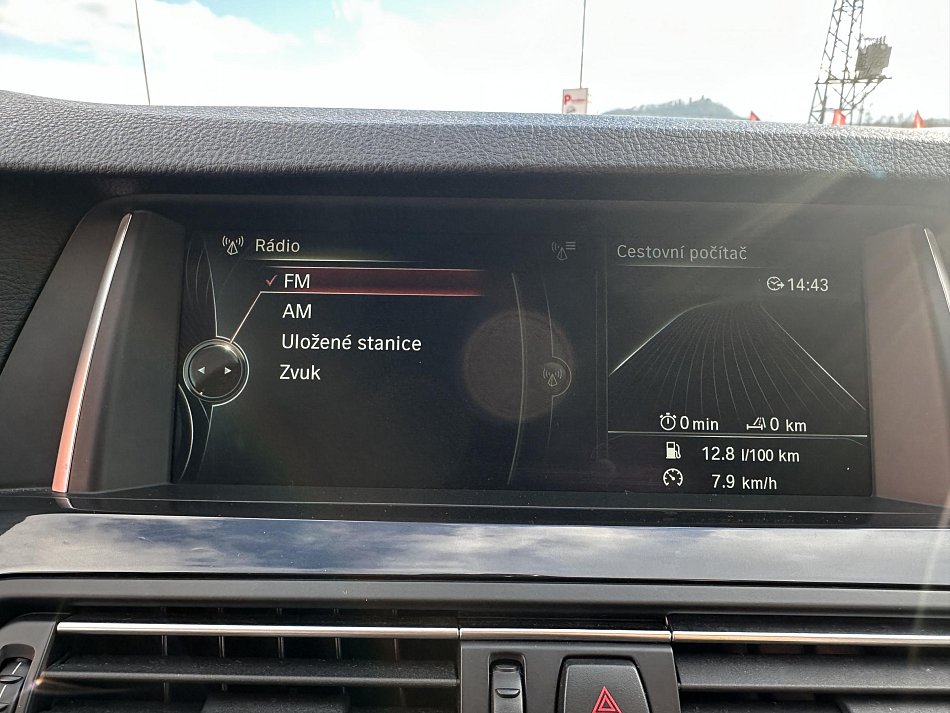 P
Rádio
FM
AM
Uložené stanice
Zvuk
Cestovní počítač
14:43
0 min 0 km
12.8 l/100 km
7.9 km/h